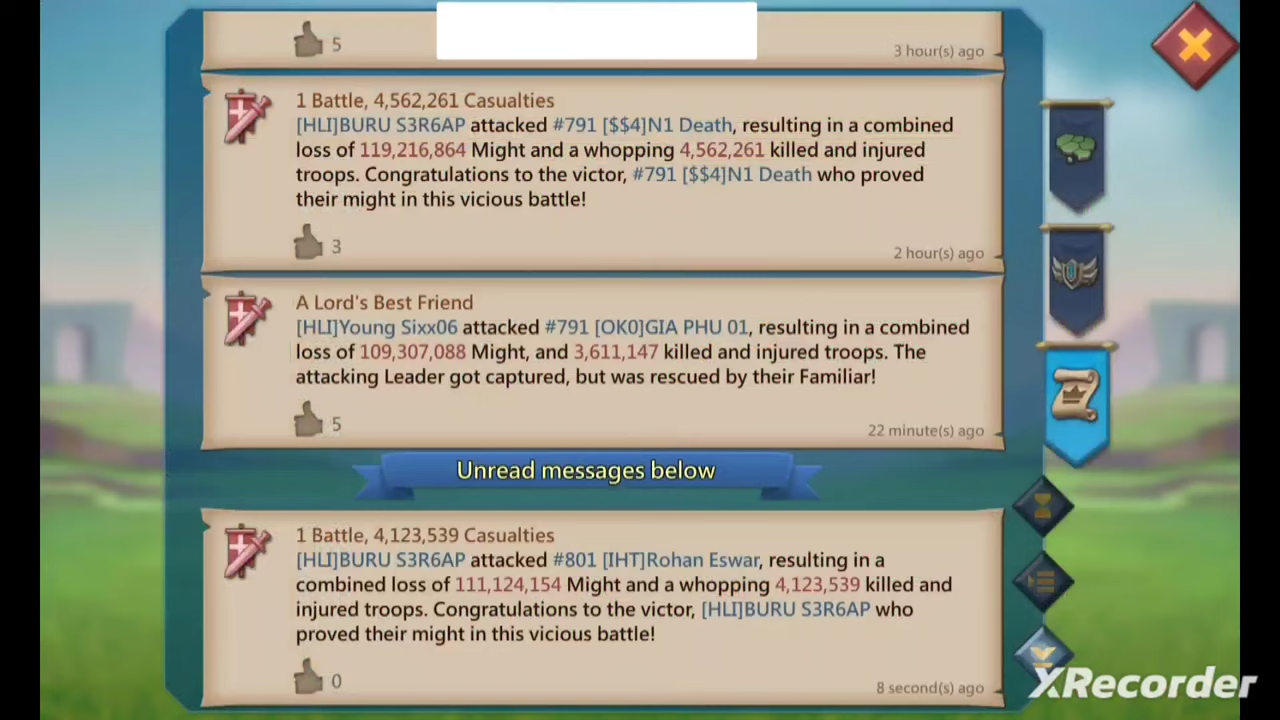 5
3 hour(s) ago
1 Battle, 4,562,261 Casualties
[HLI]BURU S3R6AP attacked #791 [$$4]N1 Death, resulting in a combined
loss of 119,216,864 Might and a whopping 4,562,261 killed and injured
troops. Congratulations to the victor, #791 [$$4]N1 Death who proved
their might in this vicious battle!
3
2 hour(s) ago
A Lord's Best Friend
[HLI]Young Sixx06 attacked #791 [OK0]GIA PHU 01, resulting in a combined
loss of 109,307,088 Might, and 3,611,147 killed and injured troops. The
attacking Leader got captured, but was rescued by their Familiar!
5
22 minute(s) ago
Unread messages below
1 Battle, 4,123,539 Casualties
[HLI]BURU S3R6AP attacked #801 [IHT]Rohan Eswar, resulting in a
combined loss of 111,124,154 Might and a whopping 4,123,539 killed and
injured troops. Congratulations to the victor, [HLI]BURU S3R6AP who
proved their might in this vicious battle!
0
8 second(s) ago
XRecorder